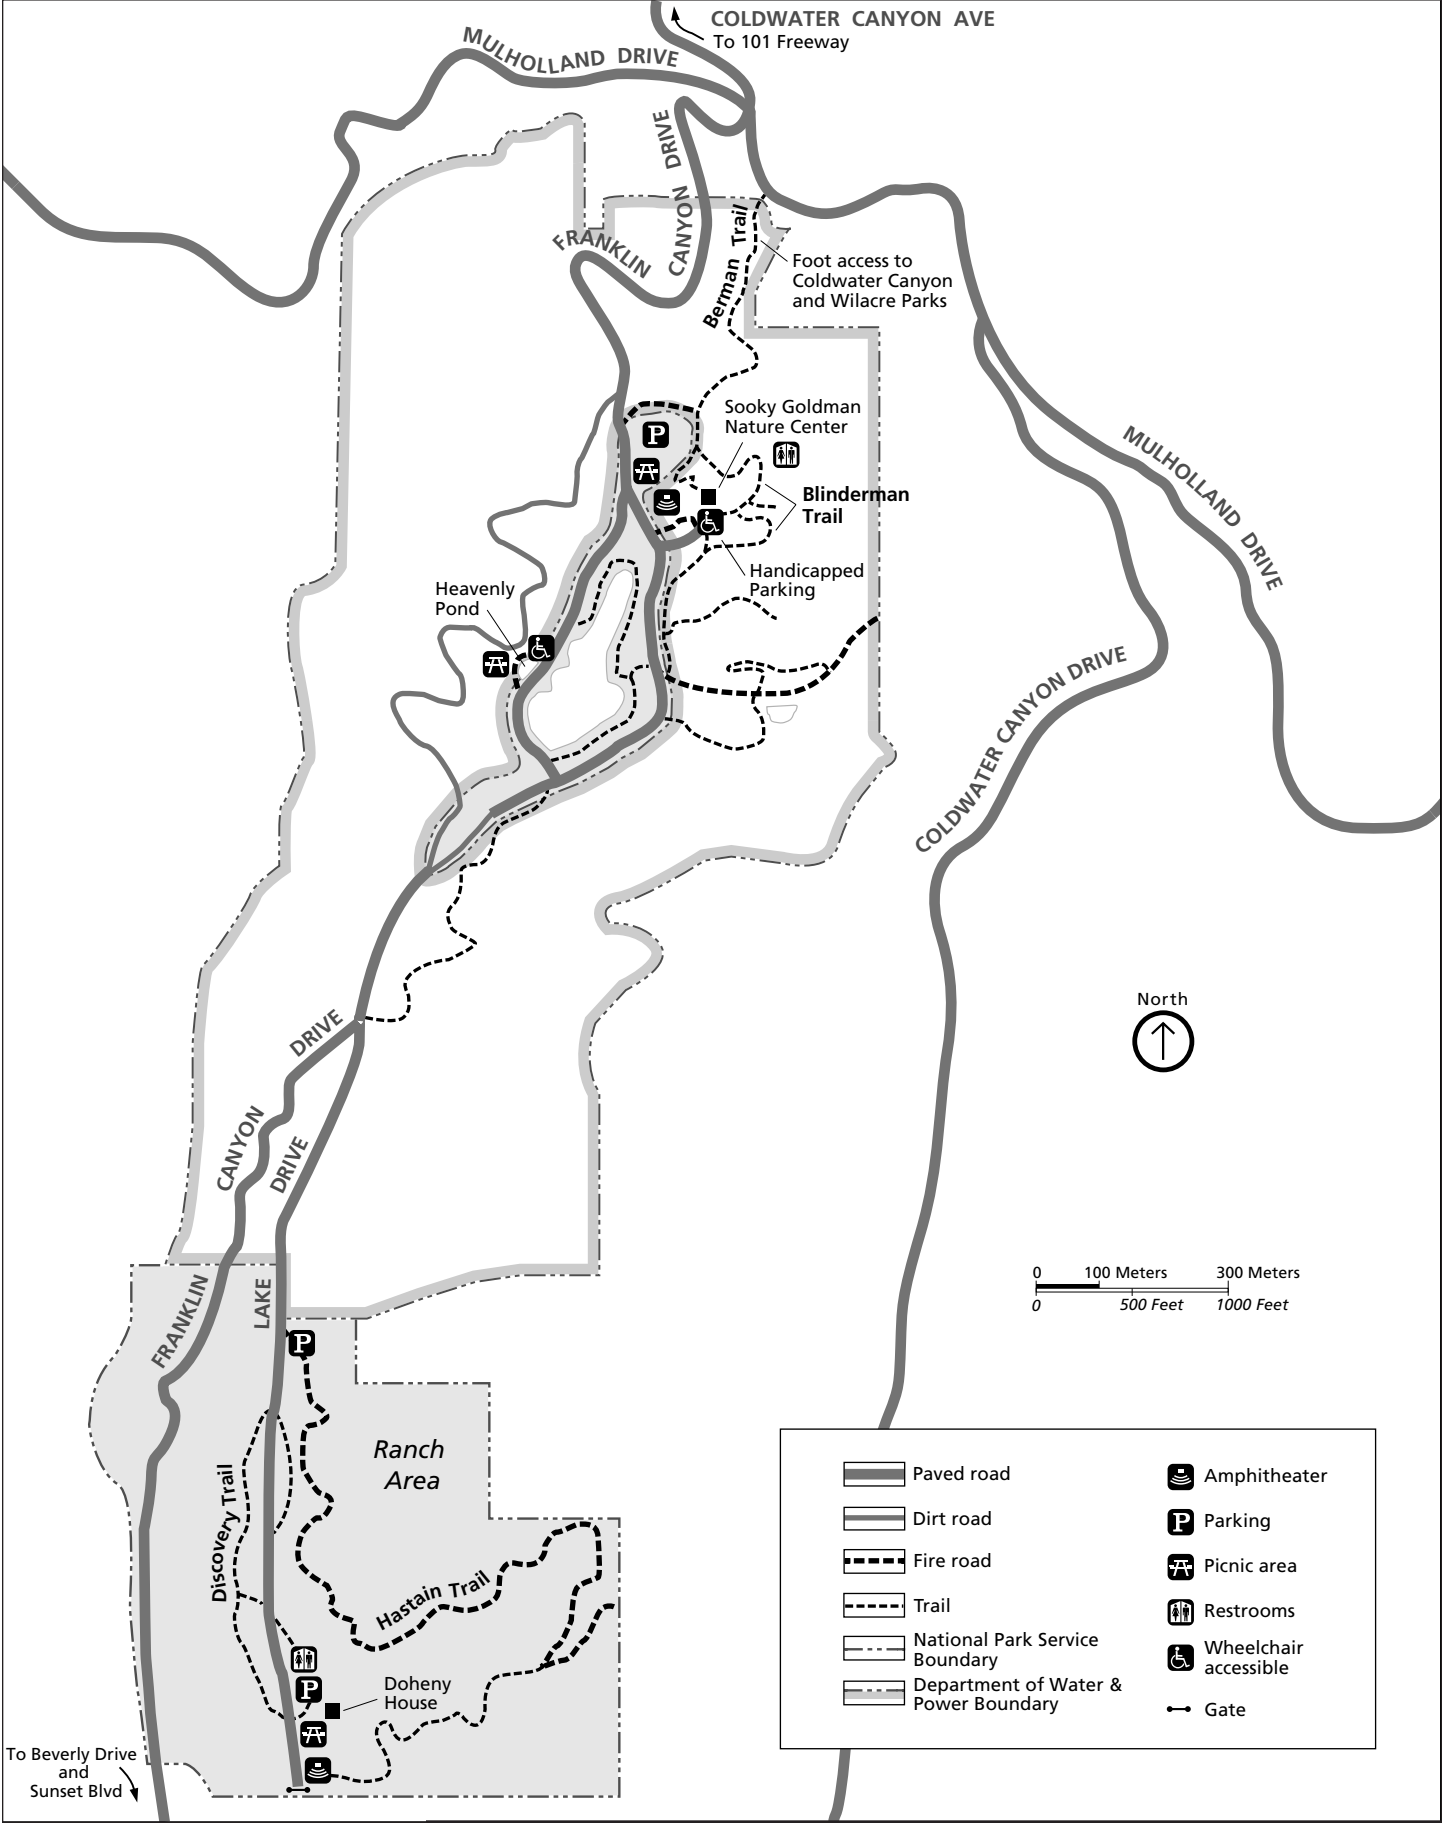 COLDWATER CANYON AVE
To 101 Freeway
MULHOLLAND DRIVE
FRANKLIN CANYON DRIVE
Berman Trail
Foot access to
Coldwater Canyon
and Wilacre Parks
Sooky Goldman
Nature Center
P
Blinderman
Trail
MULHOLLAND DRIVE
Handicapped
Parking
Heavenly
Pond
COLDWATER CANYON DRIVE
North
FRANKLIN CANYON DRIVE
LAKE DRIVE
0 100 Meters 300 Meters
0 500 Feet 1000 Feet
P
Ranch
Area
Discovery Trail
Hastain Trail
P
Doheny
House
To Beverly Drive
and
Sunset Blvd
Paved road
Dirt road
Fire road
Trail
National Park Service
Boundary
Department of Water &
Power Boundary
Amphitheater
P Parking
Picnic area
Restrooms
Wheelchair
accessible
Gate